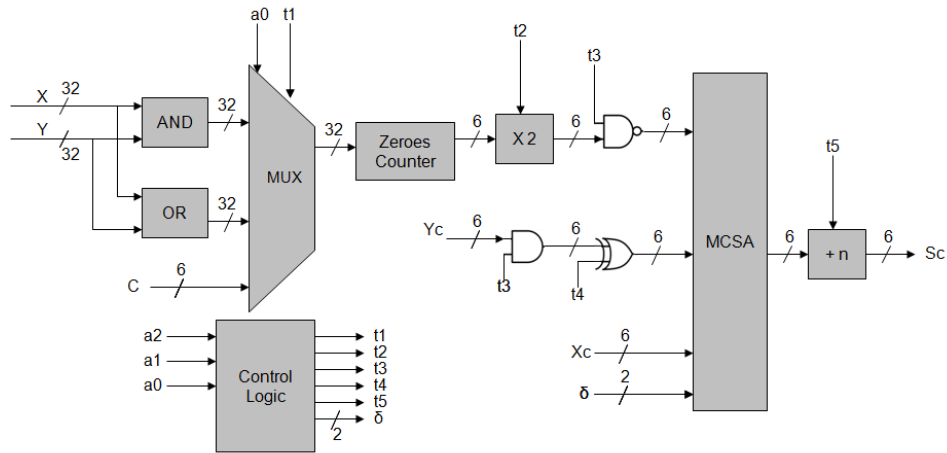 a0 t1
t2
t3
X 32
AND
32
Y
32
32
MUX
Zeroes
Counter
6
X 2
6
6
t5
OR
32
Yc 6
t3
6
t4
6
MCSA
6
+ n
6
Sc
C 6
a2
a1
a0
Control
Logic
t1
t2
t3
t4
t5
δ
2
Xc 6
δ 2